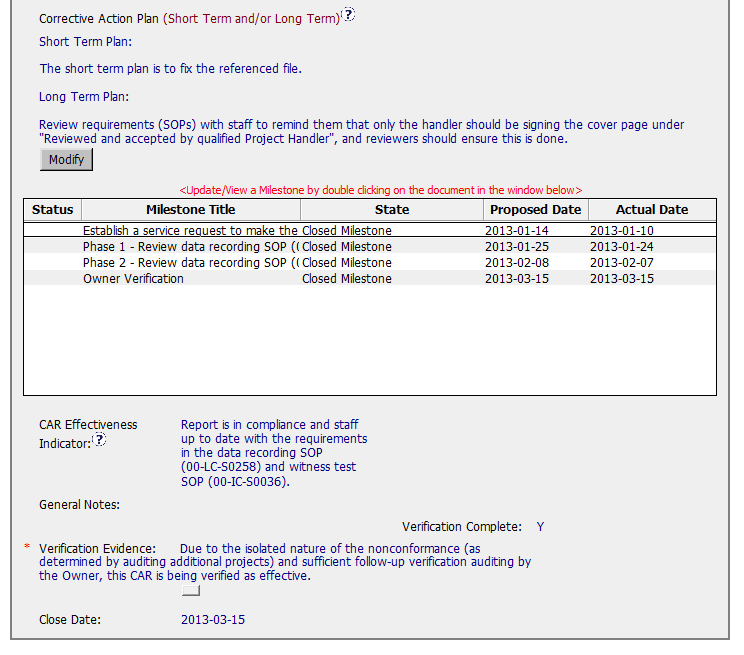 Corrective Action Plan (Short Term and/or Long Term) ?
Short Term Plan:
The short term plan is to fix the referenced file.
Long Term Plan:
Review requirements (SOPs) with staff to remind them that only the handler should be signing the cover page under
"Reviewed and accepted by qualified Project Handler", and reviewers should ensure this is done.
Modify
<Update/View a Milestone by double clicking on the document in the window below>
Status Milestone Title State Proposed Date Actual Date
Establish a service request to make the Closed Milestone 2013-01-14 2013-01-10
Phase 1 - Review data recording SOP (( Closed Milestone 2013-01-25 2013-01-24
Phase 2 - Review data recording SOP (( Closed Milestone 2013-02-08 2013-02-07
Owner Verification Closed Milestone 2013-03-15 2013-03-15
CAR Effectiveness Report is in compliance and staff
Indicator: ? up to date with the requirements
in the data recording SOP
(00-LC-S0258) and witness test
SOP (00-IC-S0036).
General Notes:
Verification Complete: Y
* Verification Evidence: Due to the isolated nature of the nonconformance (as
determined by auditing additional projects) and sufficient follow-up verification auditing by
the Owner, this CAR is being verified as effective.
Close Date: 2013-03-15